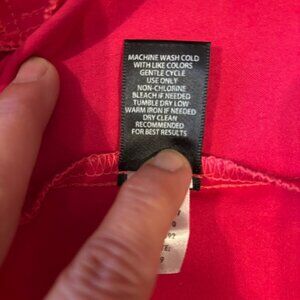 MACHINE WASH COLD
WITH LIKE COLORS
GENTLE CYCLE
USE ONLY
NON-CHLORINE
BLEACH IF NEEDED
TUMBLE DRY LOW
WARM IRON IF NEEDED
DRY CLEAN
RECOMMENDED
FOR BEST RESULTS